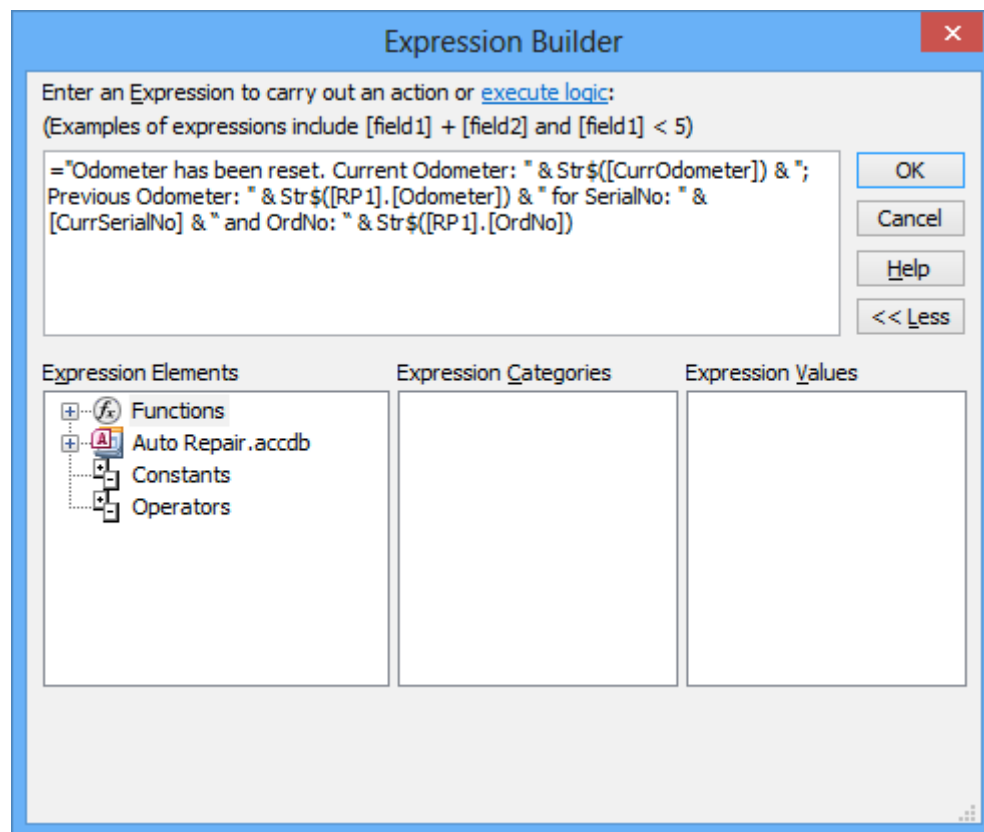 Expression Builder
Enter an Expression to carry out an action or execute logic:
(Examples of expressions include [field1] + [field2] and [field1] < 5)
="Odometer has been reset. Current Odometer: " & Str$([CurrOdometer]) & ";
Previous Odometer: " & Str$([RP1].[Odometer]) & " for SerialNo: " &
[CurrSerialNo] & “ and OrdNo: “ & Str$([RP1].[OrdNo])
OK
Cancel
Help
<< Less
Expression Elements
Expression Categories
Expression Values
Functions
Auto Repair.accdb
Constants
Operators